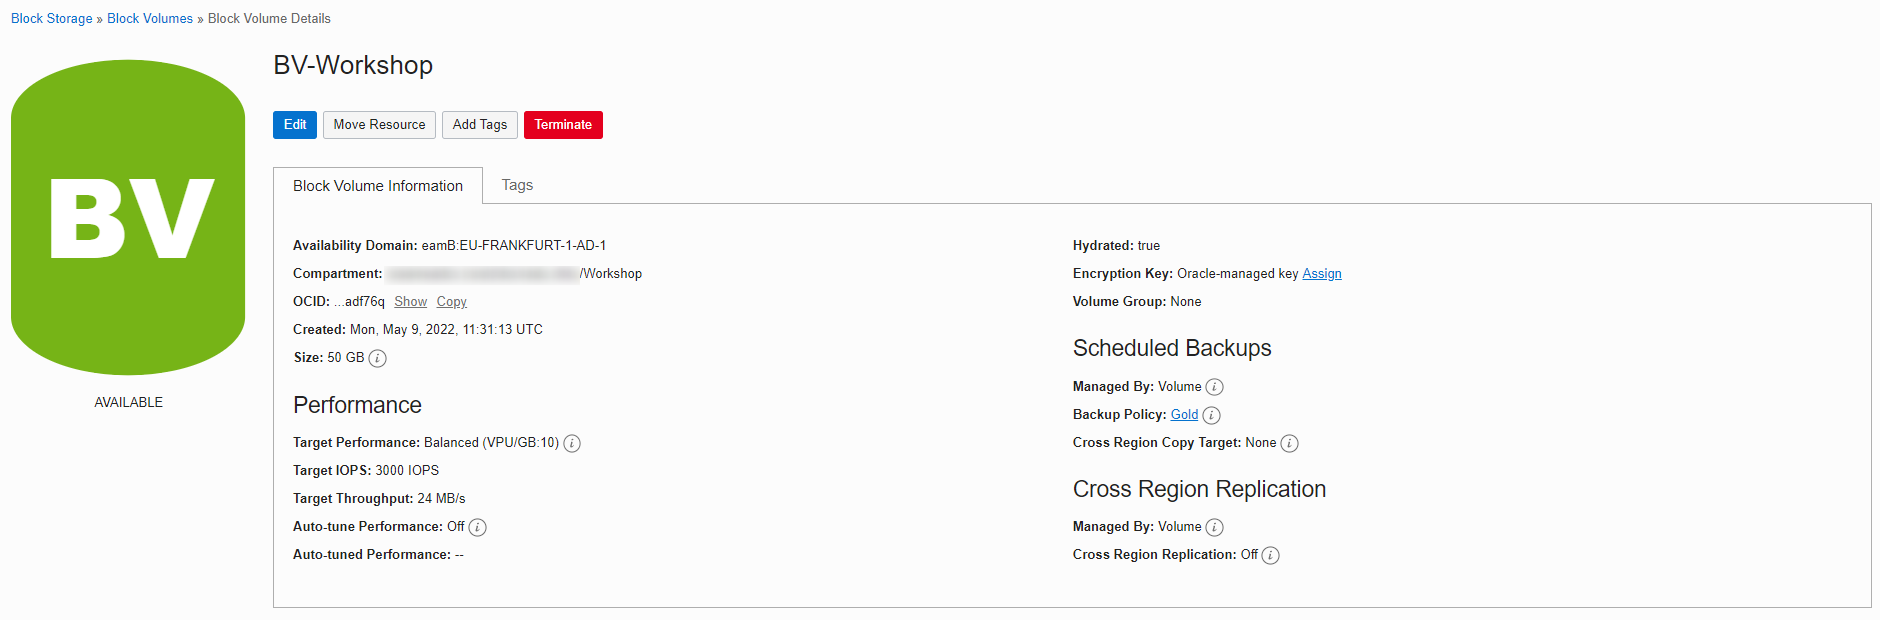 Block Storage » Block Volumes » Block Volume Details
BV
AVAILABLE
BV-Workshop
Edit Move Resource Add Tags Terminate
Block Volume Information Tags
Availability Domain: eamB:EU-FRANKFURT-1-AD-1
Compartment: /Workshop
OCID: ...adf76q Show Copy
Created: Mon, May 9, 2022, 11:31:13 UTC
Size: 50 GB i
Performance
Target Performance: Balanced (VPU/GB:10) i
Target IOPS: 3000 IOPS
Target Throughput: 24 MB/s
Auto-tune Performance: Off i
Auto-tuned Performance: --
Hydrated: true
Encryption Key: Oracle-managed key Assign
Volume Group: None
Scheduled Backups
Managed By: Volume i
Backup Policy: Gold i
Cross Region Copy Target: None i
Cross Region Replication
Managed By: Volume i
Cross Region Replication: Off i